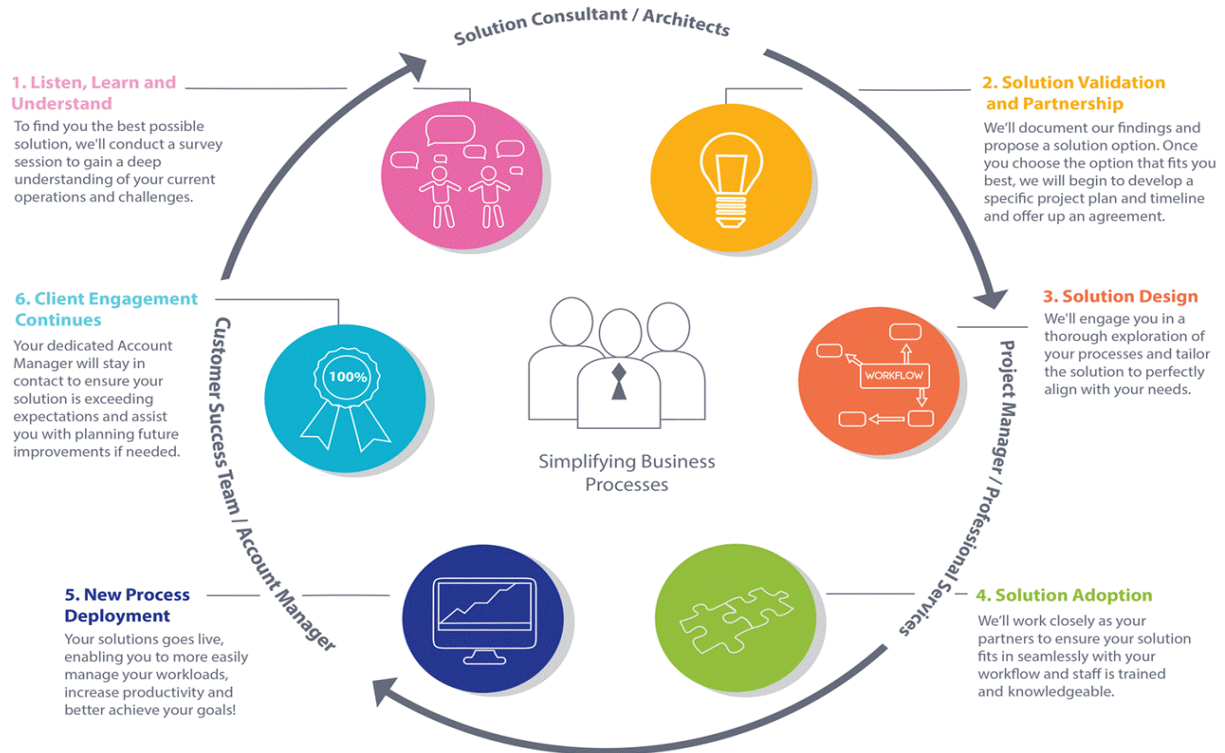 Solution Consultant / Architects
1. Listen, Learn and
Understand
To find you the best possible
solution, we'll conduct a survey
session to gain a deep
understanding of your current
operations and challenges.
2. Solution Validation
and Partnership
We'll document our findings and
propose a solution option. Once
you choose the option that fits you
best, we will begin to develop a
specific project plan and timeline
and offer up an agreement.
3. Solution Design
We'll engage you in a
thorough exploration of
your processes and tailor
the solution to perfectly
align with your needs.
WORKFLOW
Project Manager / Professional Services
4. Solution Adoption
We'll work closely as your
partners to ensure your solution
fits in seamlessly with your
workflow and staff is trained
and knowledgeable.
5. New Process
Deployment
Your solutions goes live,
enabling you to more easily
manage your workloads,
increase productivity and
better achieve your goals!
Customer Success Team / Account Manager
6. Client Engagement
Continues
Your dedicated Account
Manager will stay in
contact to ensure your
solution is exceeding
expectations and assist
you with planning future
improvements if needed.
100%
Simplifying Business
Processes